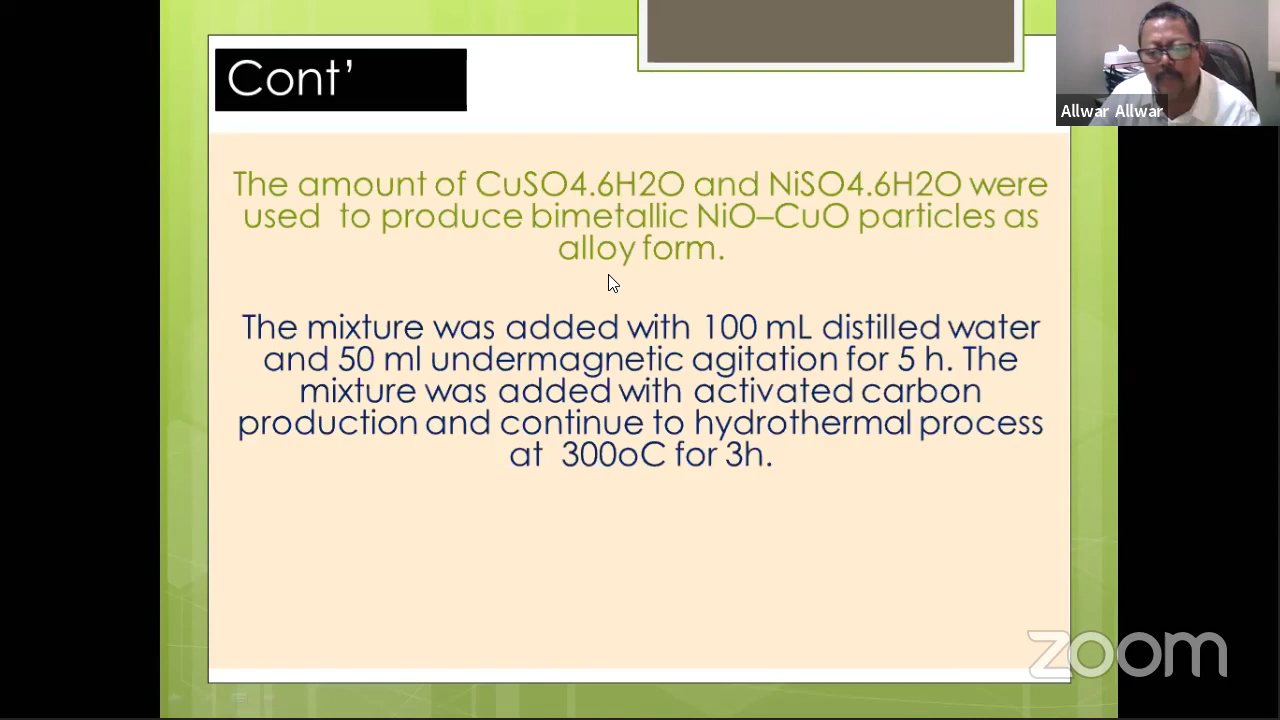 Cont’
Allwar Allwar
The amount of CuSO4.6H2O and NiSO4.6H2O were
used to produce bimetallic NiO–CuO particles as
alloy form.
The mixture was added with 100 mL distilled water
and 50 ml undermagnetic agitation for 5 h. The
mixture was added with activated carbon
production and continue to hydrothermal process
at 300oC for 3h.
zoom